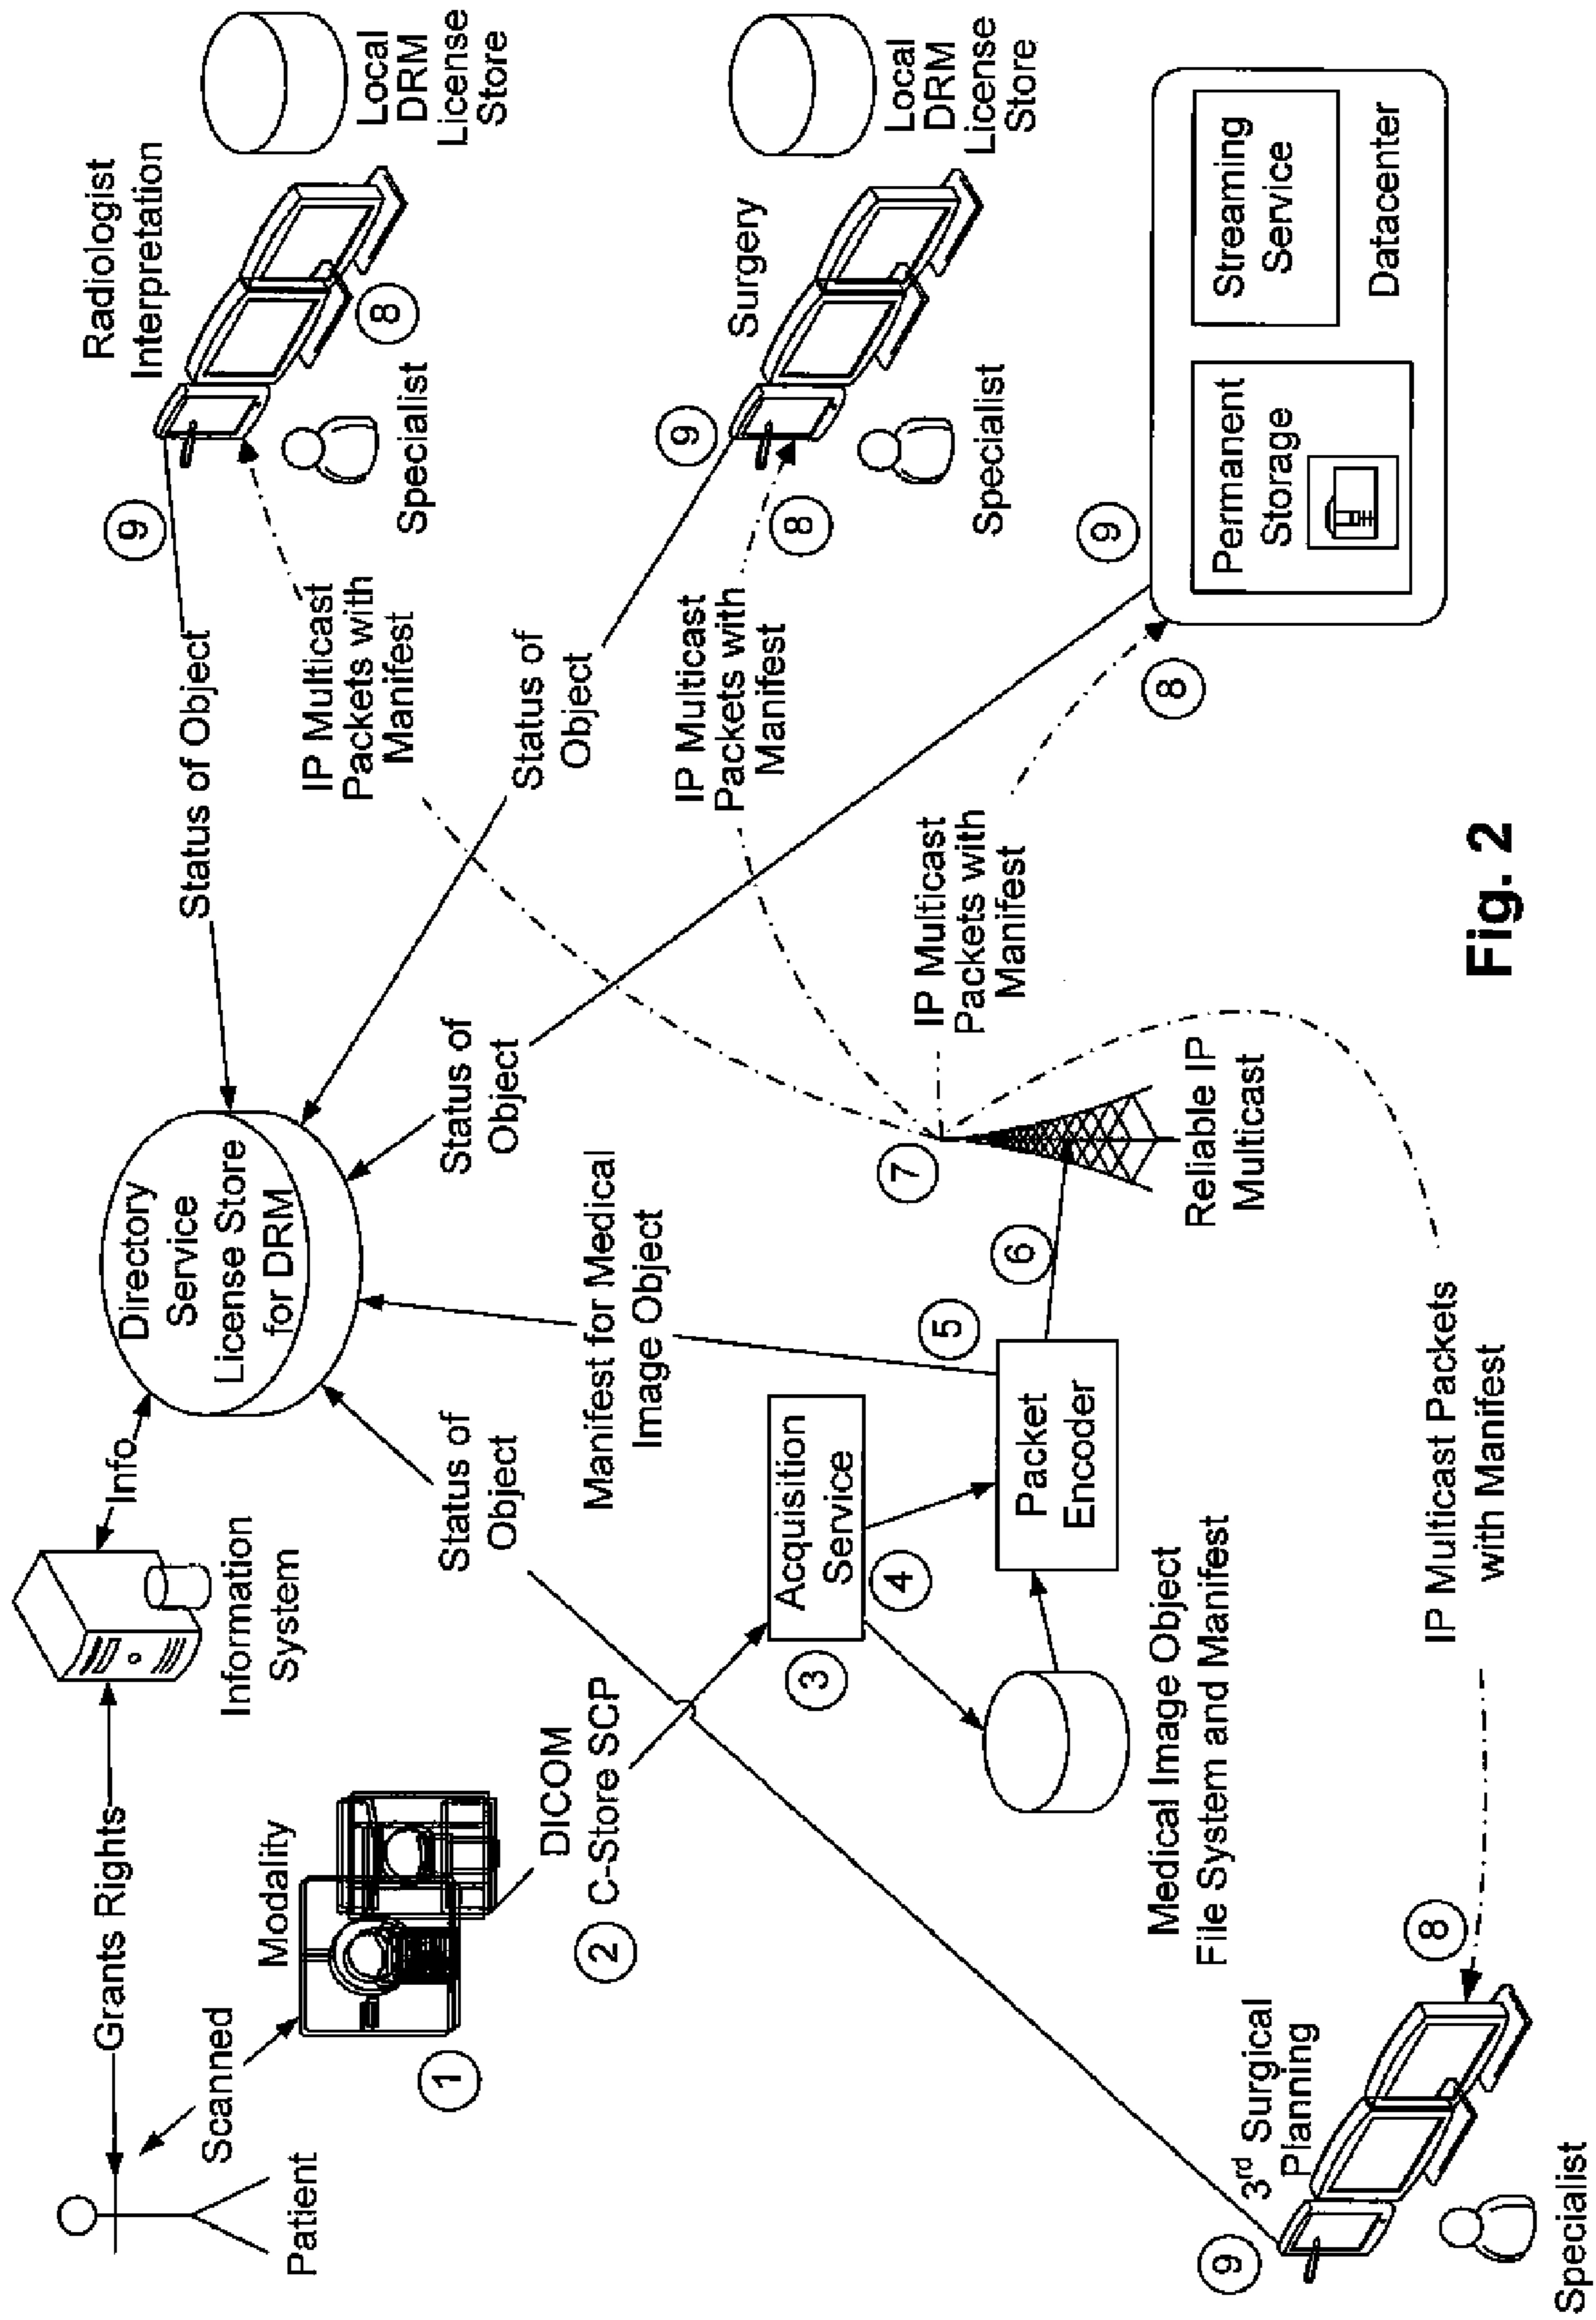 Patient
Grants Rights
Scanned
Modality
1
Information
System
Info
Directory
Service
License Store
for DRM
2
DICOM
C-Store SCP
3
Acquisition
Service
4
Medical Image Object
File System and Manifest
Packet
Encoder
5
Manifest for Medical
Image Object
6
7
Reliable IP
Multicast
Status of
Object
Status of
Object
Status of
Object
Status of Object
IP Multicast
Packets with
Manifest
IP Multicast
Packets with
Manifest
IP Multicast
Packets with
Manifest
IP Multicast Packets
with Manifest
9
Radiologist
Interpretation
8
Specialist
Local
DRM
License
Store
9
Surgery
8
Specialist
Local
DRM
License
Store
9
8
Permanent
Storage
Streaming
Service
Datacenter
9
3rd Surgical
Planning
8
Specialist
Fig. 2